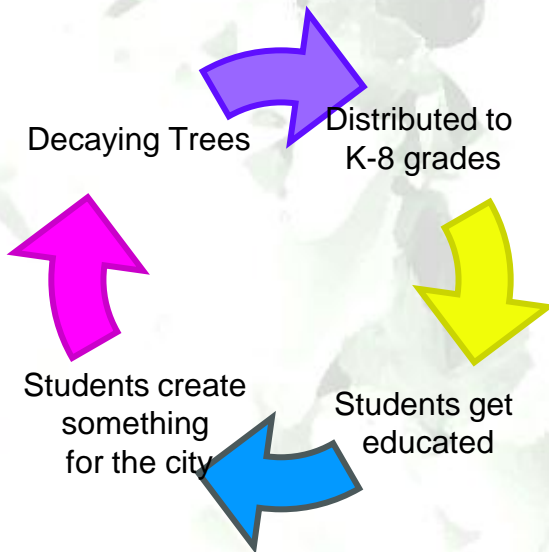 Decaying Trees
Distributed to
K-8 grades
Students get
educated
Students create
something
for the city